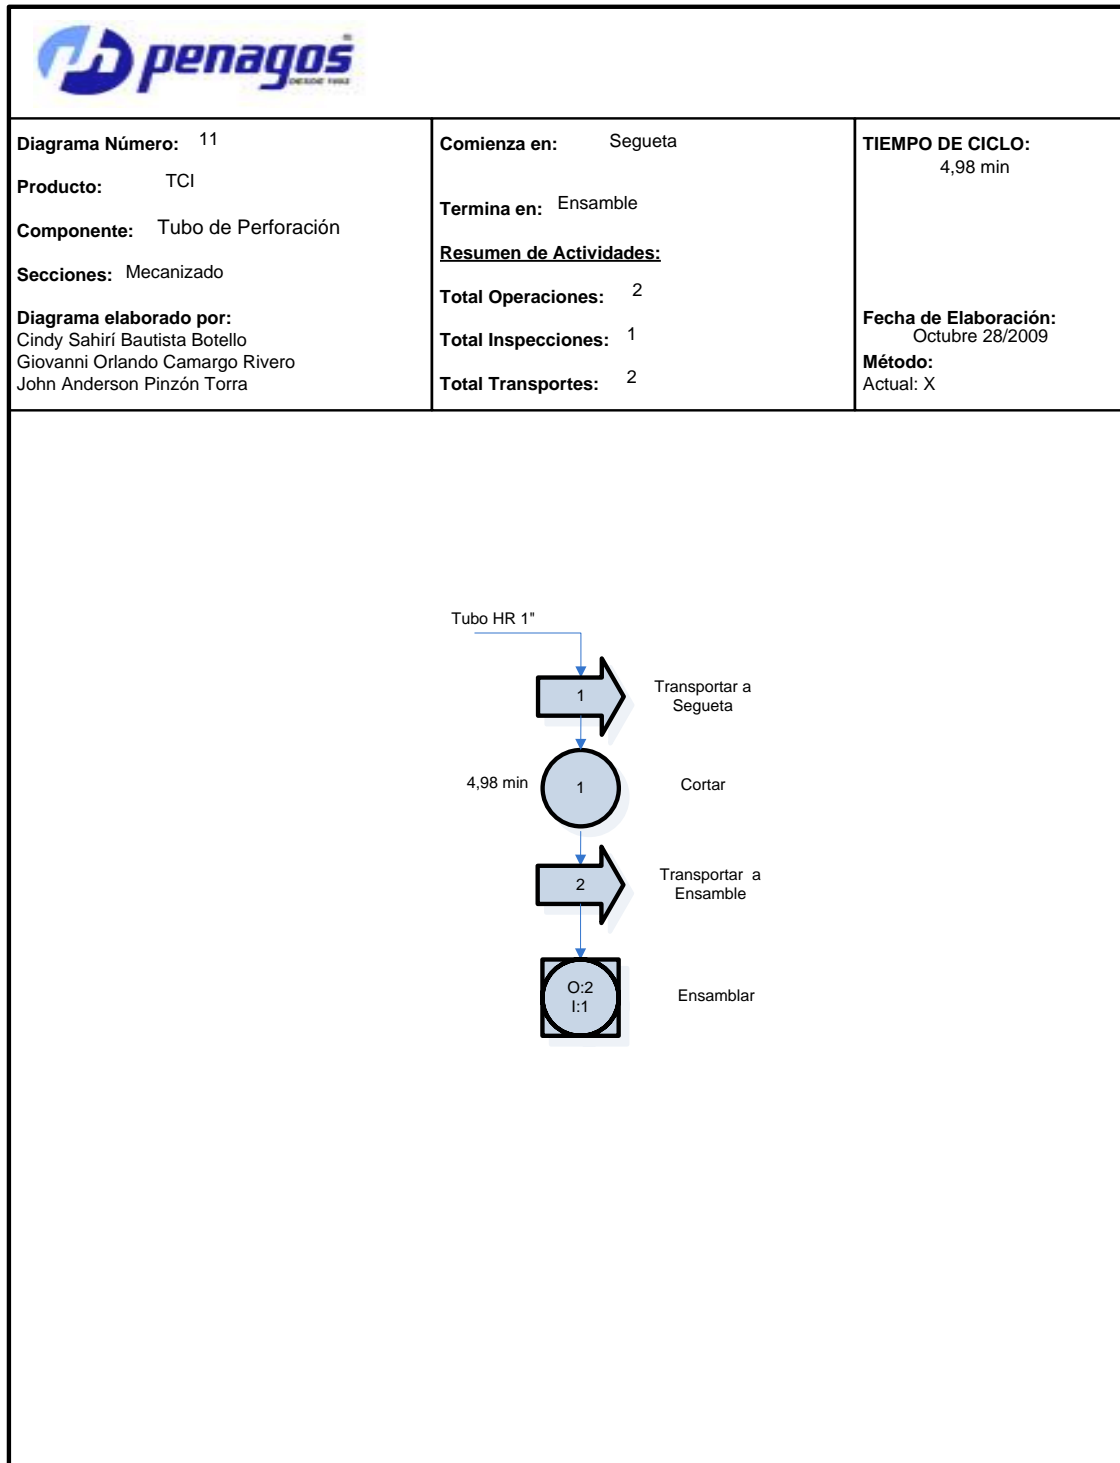 penagos
Diagrama Número: 11
Producto: TCI
Componente: Tubo de Perforación
Secciones: Mecanizado
Diagrama elaborado por:
Cindy Sahirí Bautista Botello
Giovanni Orlando Camargo Rivero
John Anderson Pinzón Torra
Comienza en: Segueta
Termina en: Ensamble
Resumen de Actividades:
Total Operaciones: 2
Total Inspecciones: 1
Total Transportes: 2
TIEMPO DE CICLO:
4,98 min
Fecha de Elaboración:
Octubre 28/2009
Método:
Actual: X
Tubo HR 1"
1
Transportar a
Segueta
4,98 min
1
Cortar
2
Transportar a
Ensamble
O:2
I:1
Ensamblar